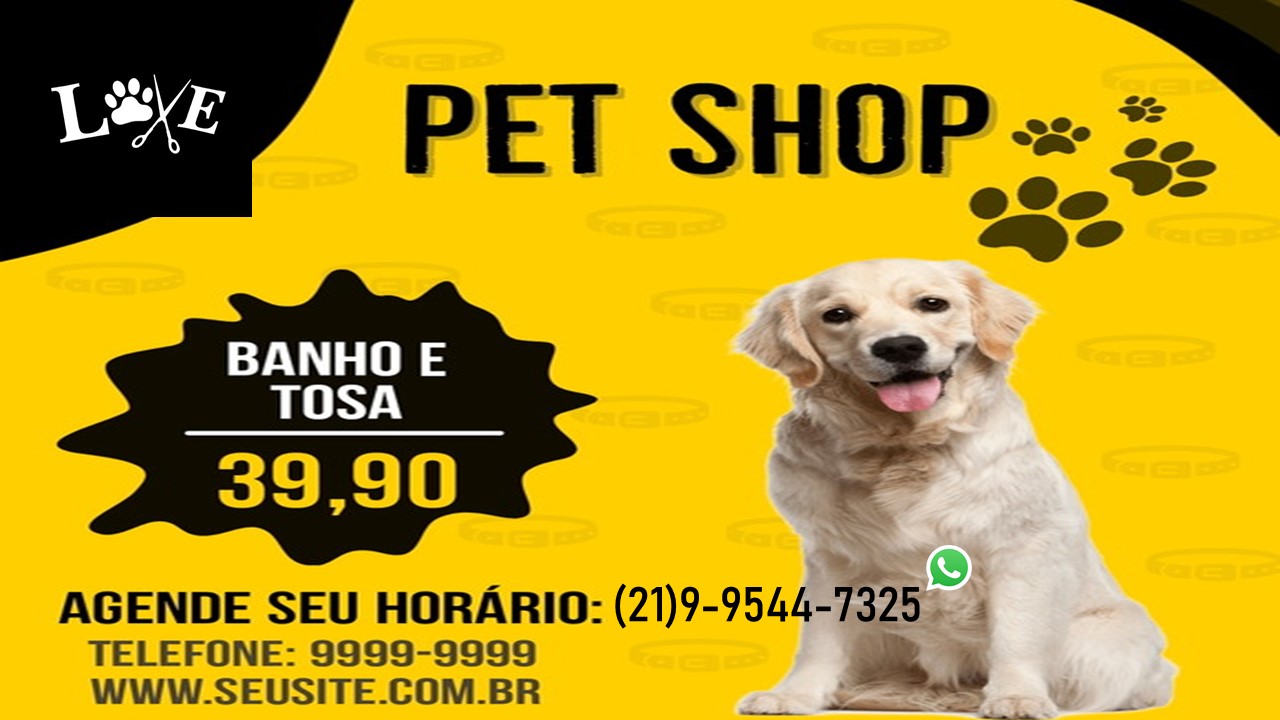 LOVE
PET SHOP
BANHO E
TOSA
39,90
AGENDE SEU HORÁRIO: (21)9-9544-7325
TELEFONE: 9999-9999
WWW.SEUSITE.COM.BR